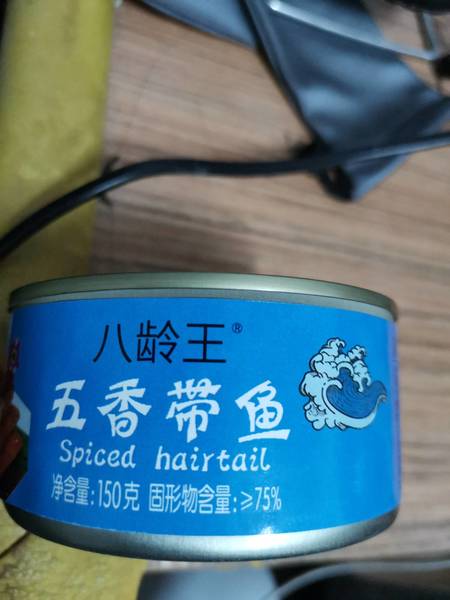 八龄王®
五香带鱼
Spiced hairtail
净含量:150克 固形物含量:≥75%